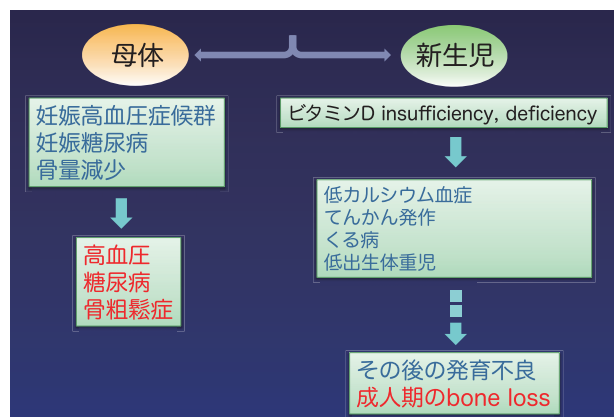 母体
新生児
妊娠高血圧症候群
妊娠糖尿病
骨量減少
高血圧
糖尿病
骨粗鬆症
ビタミンD insufficiency, deficiency
低カルシウム血症
てんかん発作
くる病
低出生体重児
その後の発育不良
成人期のbone loss